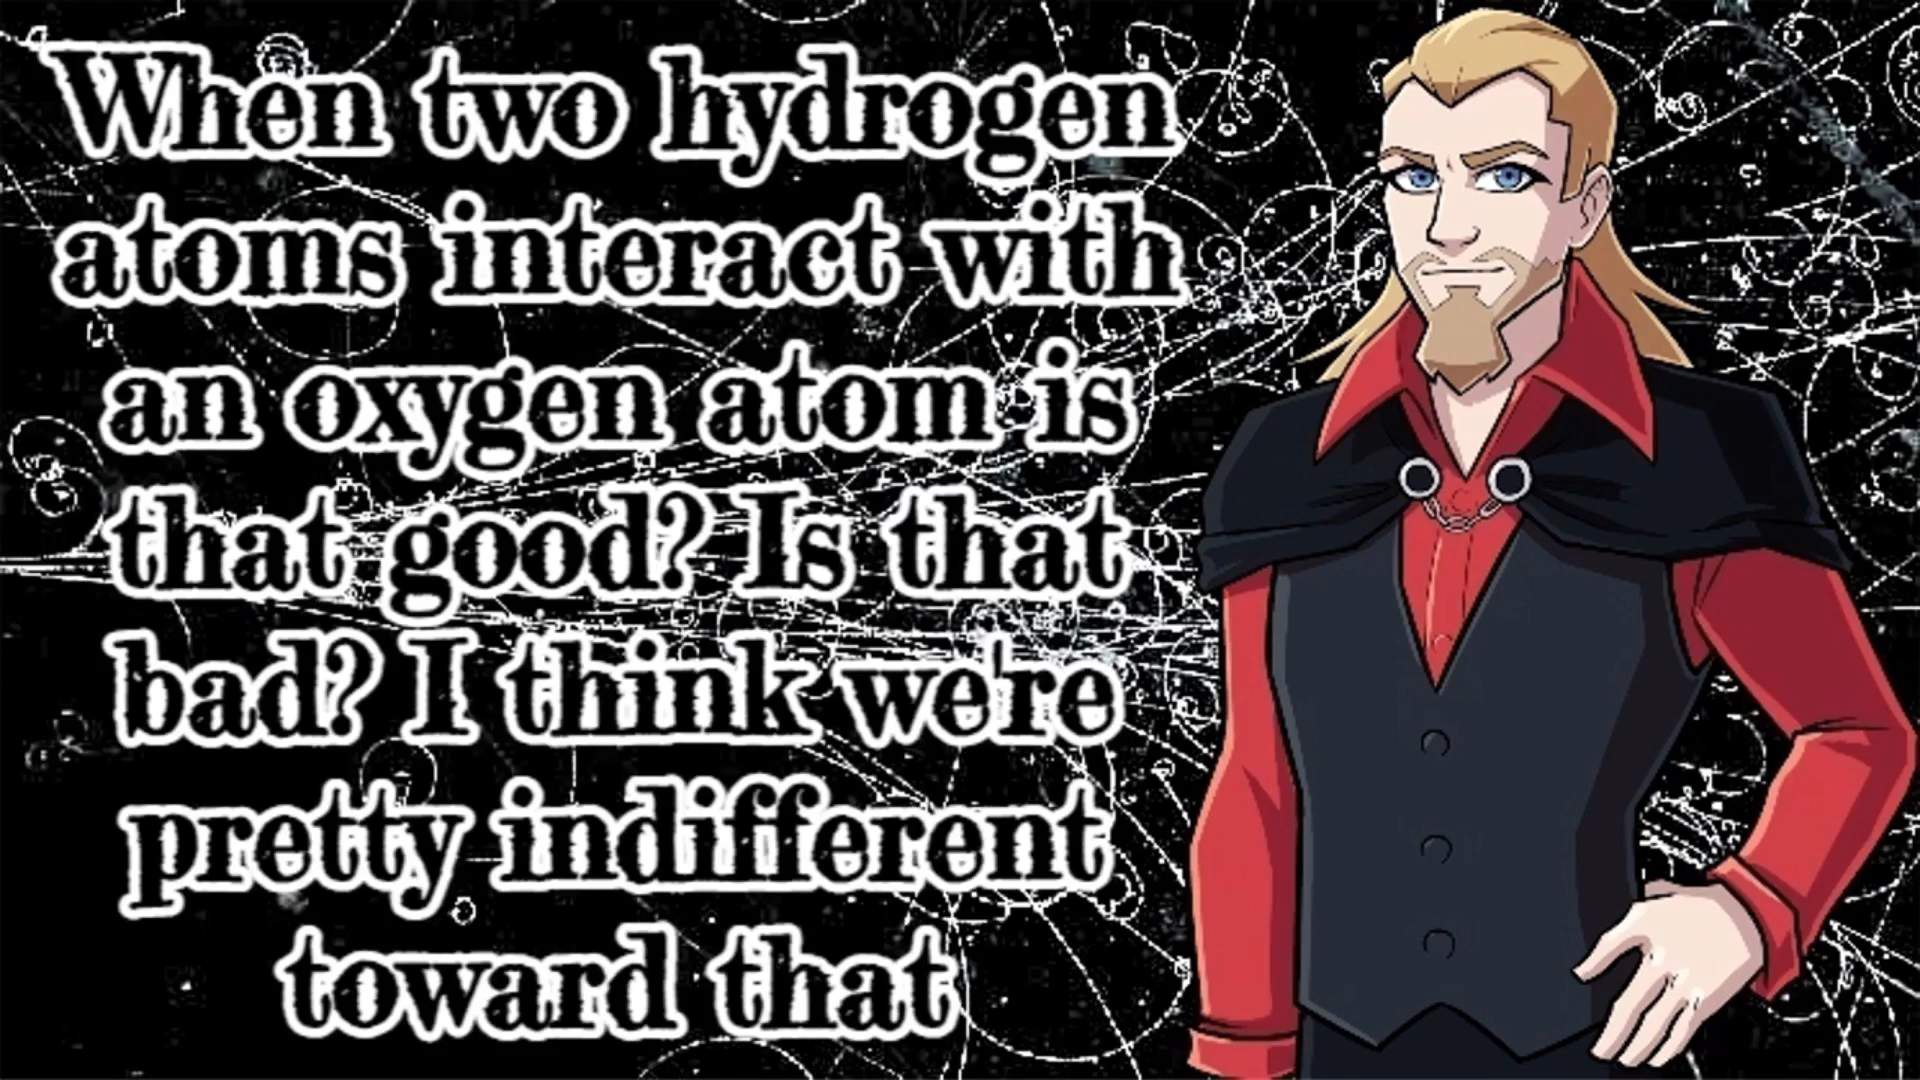 When two hydrogen
atoms interact with
an oxygen atom is
that good? Is that
bad? I think we're
pretty indifferent
toward that